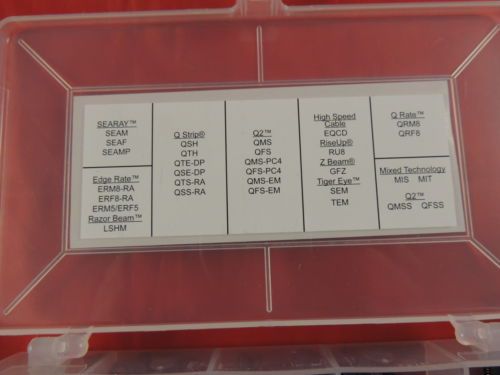 SEARAY™
SEAM
SEAF
SEAMP
Edge Rate™
ERM8-RA
ERF8-RA
ERM5/ERF5
Razor Beam™
LSHM
Q Strip®
QSH
QTH
QTE-DP
QSE-DP
QTS-RA
QSS-RA
Q2™
QMS
QFS
QMS-PC4
QFS-PC4
QMS-EM
QFS-EM
High Speed
Cable
EQCD
RiseUp®
RU8
Z Beam®
GFZ
Tiger Eye™
SEM
TEM
Q Rate™
QRM8
QRF8
Mixed Technology
MIS MIT
Q2™
QMSS QFSS